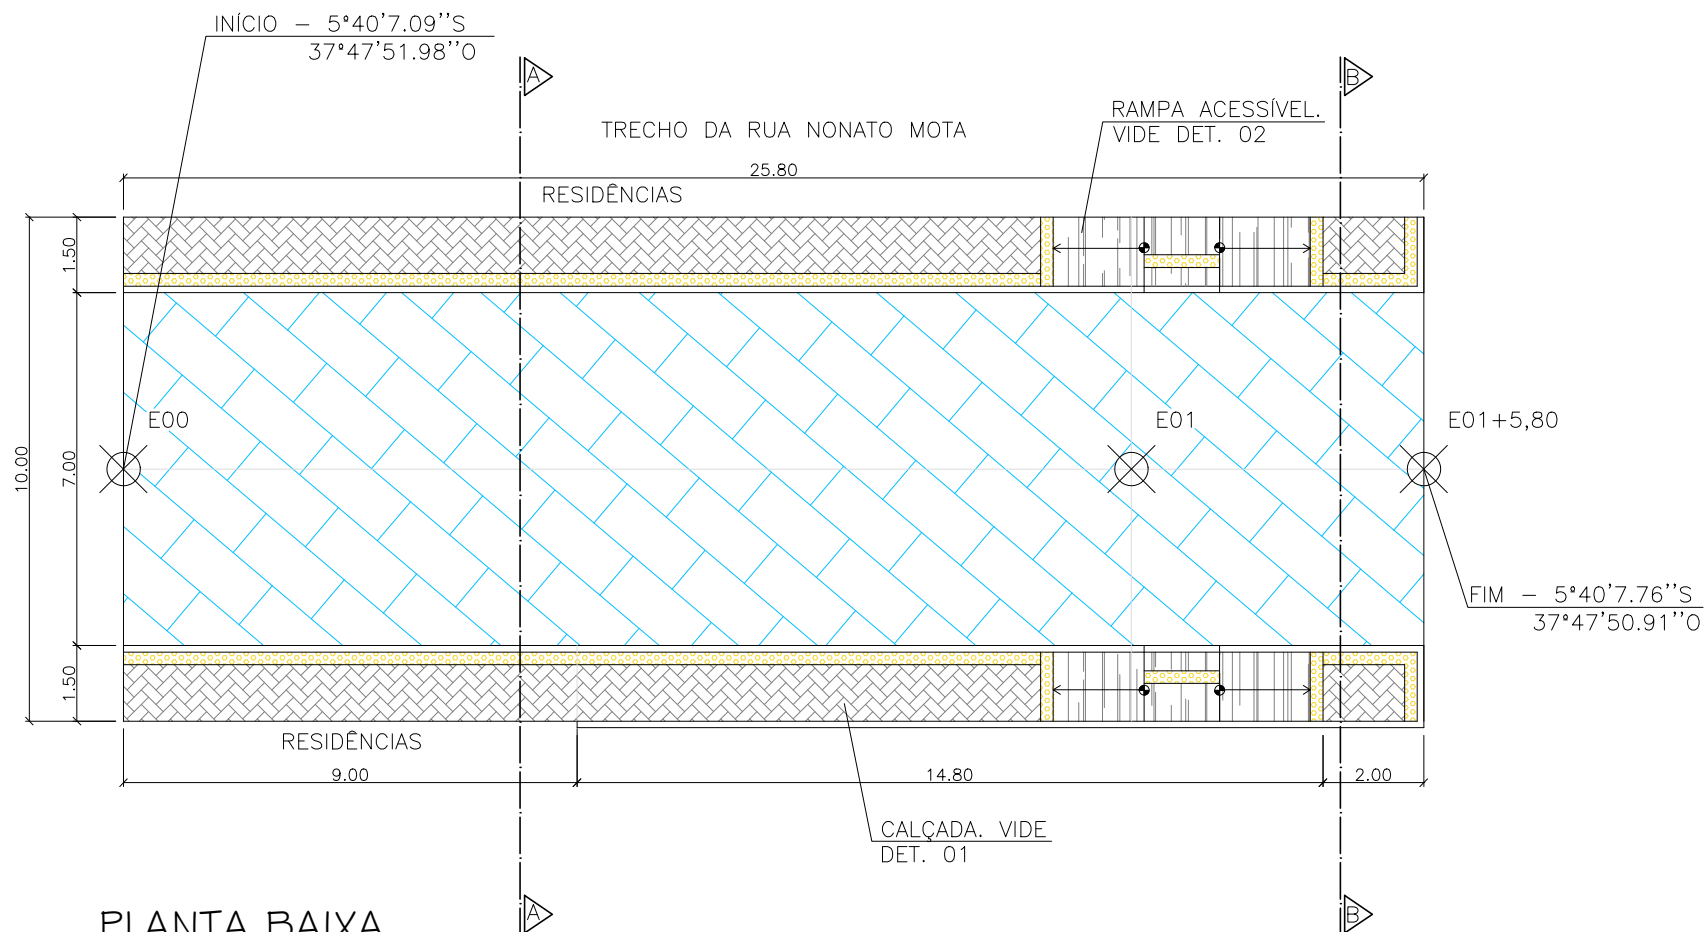 INÍCIO - 5°40'7.09''S
37°47'51.98''O
A
B
RAMPA ACESSÍVEL.
VIDE DET. 02
TRECHO DA RUA NONATO MOTA
25.80
RESIDÊNCIAS
1.50
E00
E01
E01+5,80
10.00
7.00
FIM - 5°40'7.76''S
37°47'50.91''O
1.50
RESIDÊNCIAS
9.00
14.80
2.00
CALÇADA. VIDE
DET. 01
A
B
PLANTA BAIXA